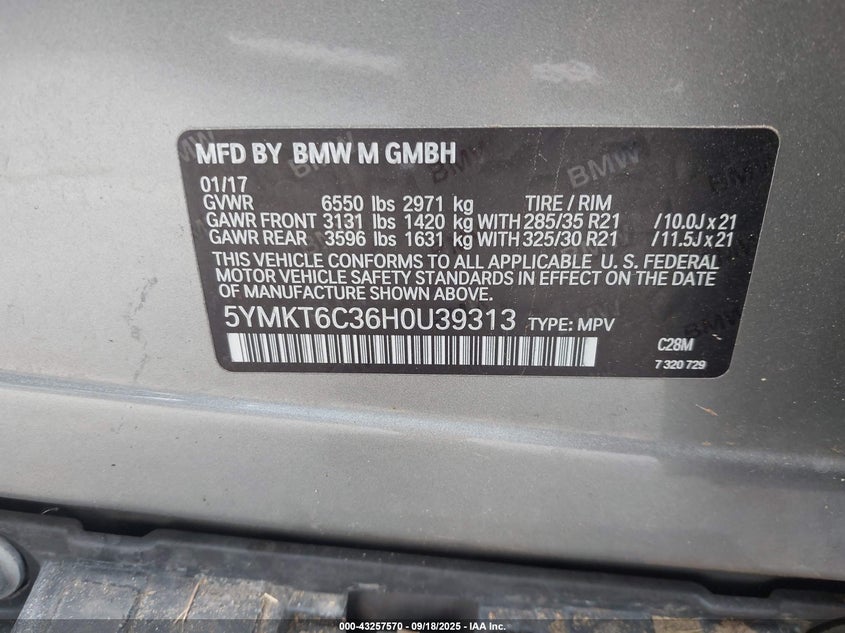 MFD BY BMW M GMBH
01/17
GVWR 6550 lbs 2971 kg TIRE / RIM
GAWR FRONT 3131 lbs 1420 kg WITH 285/35 R21 /10.0J x 21
GAWR REAR 3596 lbs 1631 kg WITH 325/30 R21 /11.5J x 21
THIS VEHICLE CONFORMS TO ALL APPLICABLE U. S. FEDERAL
MOTOR VEHICLE SAFETY STANDARDS IN EFFECT ON THE
DATE OF MANUFACTURE SHOWN ABOVE.
5YMKT6C36H0U39313 TYPE: MPV
C28M
7 320 729
000-43257570 - 09/18/2025 - IAA Inc.